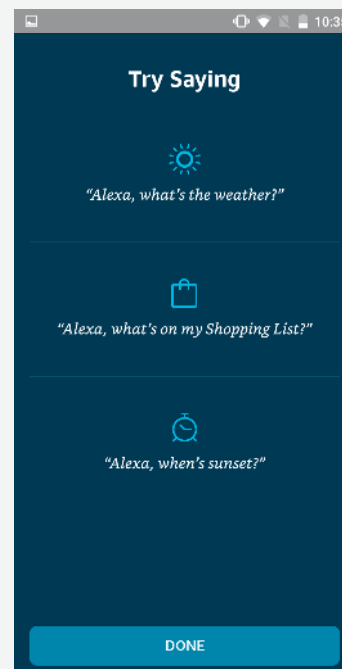 10:35
Try Saying
“Alexa, what's the weather?”
“Alexa, what's on my Shopping List?”
“Alexa, when's sunset?”
DONE